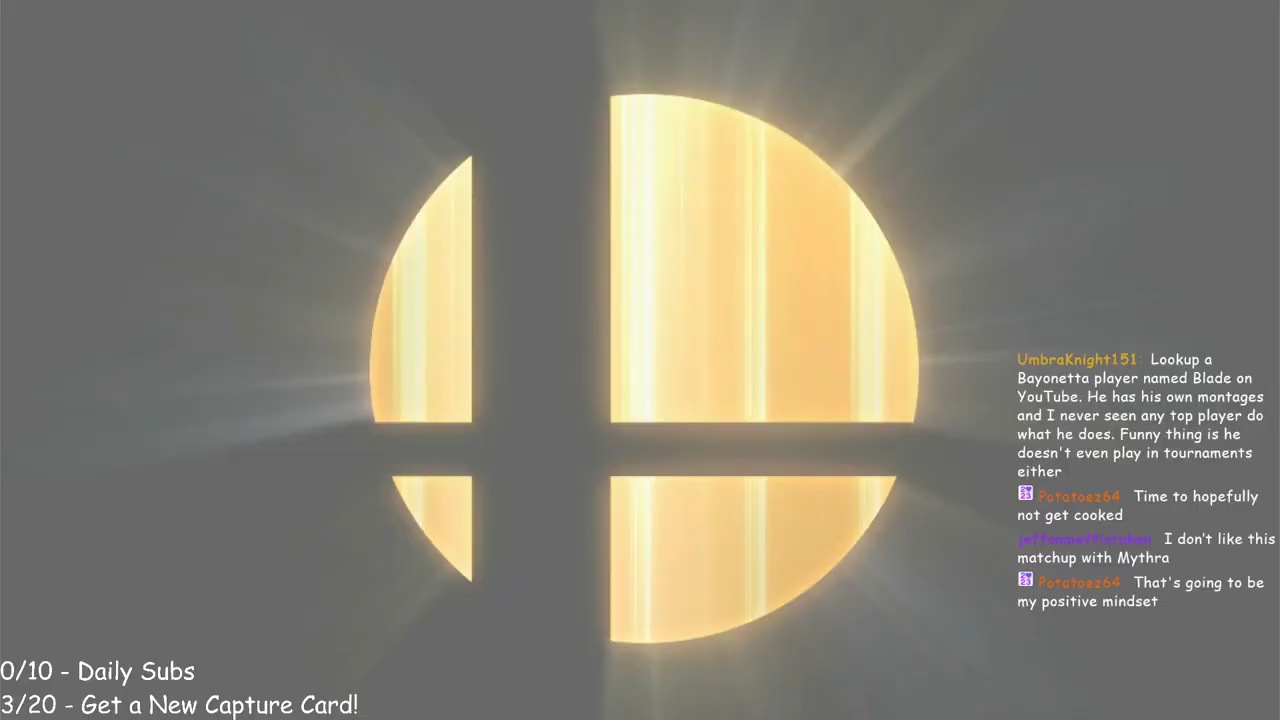 UmbraKnight151: Lookup a
Bayonetta player named Blade on
YouTube. He has his own montages
and I never seen any top player do
what he does. Funny thing is he
doesn't even play in tournaments
either
Potatoez64 Time to hopefully
not get cooked
I don't like this
matchup with Mythra
Potatoez64 That's going to be
my positive mindset
0/10 - Daily Subs
3/20 - Get a New Capture Card!